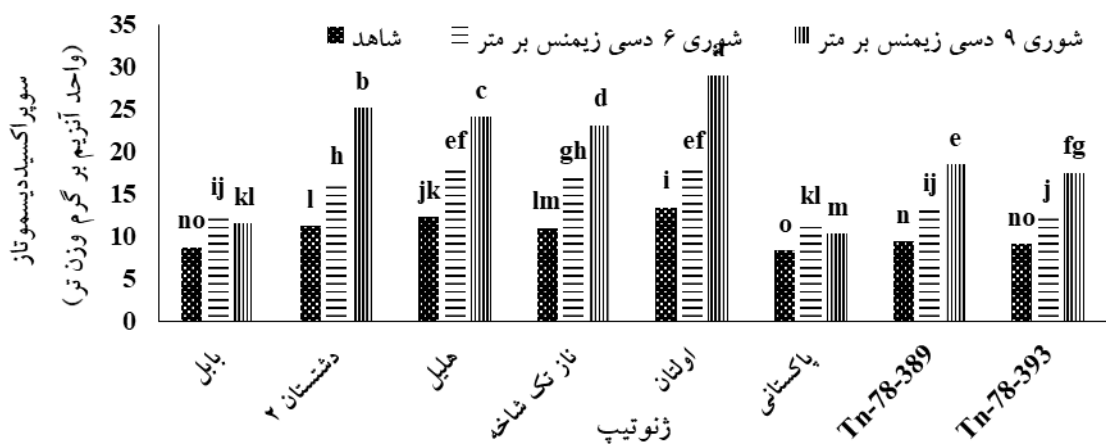 سوپراکسیددیسموتاز
(واحد آنزیم بر گرم وزن تر)
35
30
25
20
15
10
5
0
شاهد شوری ۶ دسی زیمنس بر متر شوری ۹ دسی زیمنس بر متر
no ij kl
l h b
jk ef c
lm gh d
i ef a
o kl m
n ij e
no j fg
بابل
دشتستان ۲
هلیل
ناز تک شاخه
اولتان
پاکستانی
Tn-78-389
Tn-78-393
ژنوتیپ